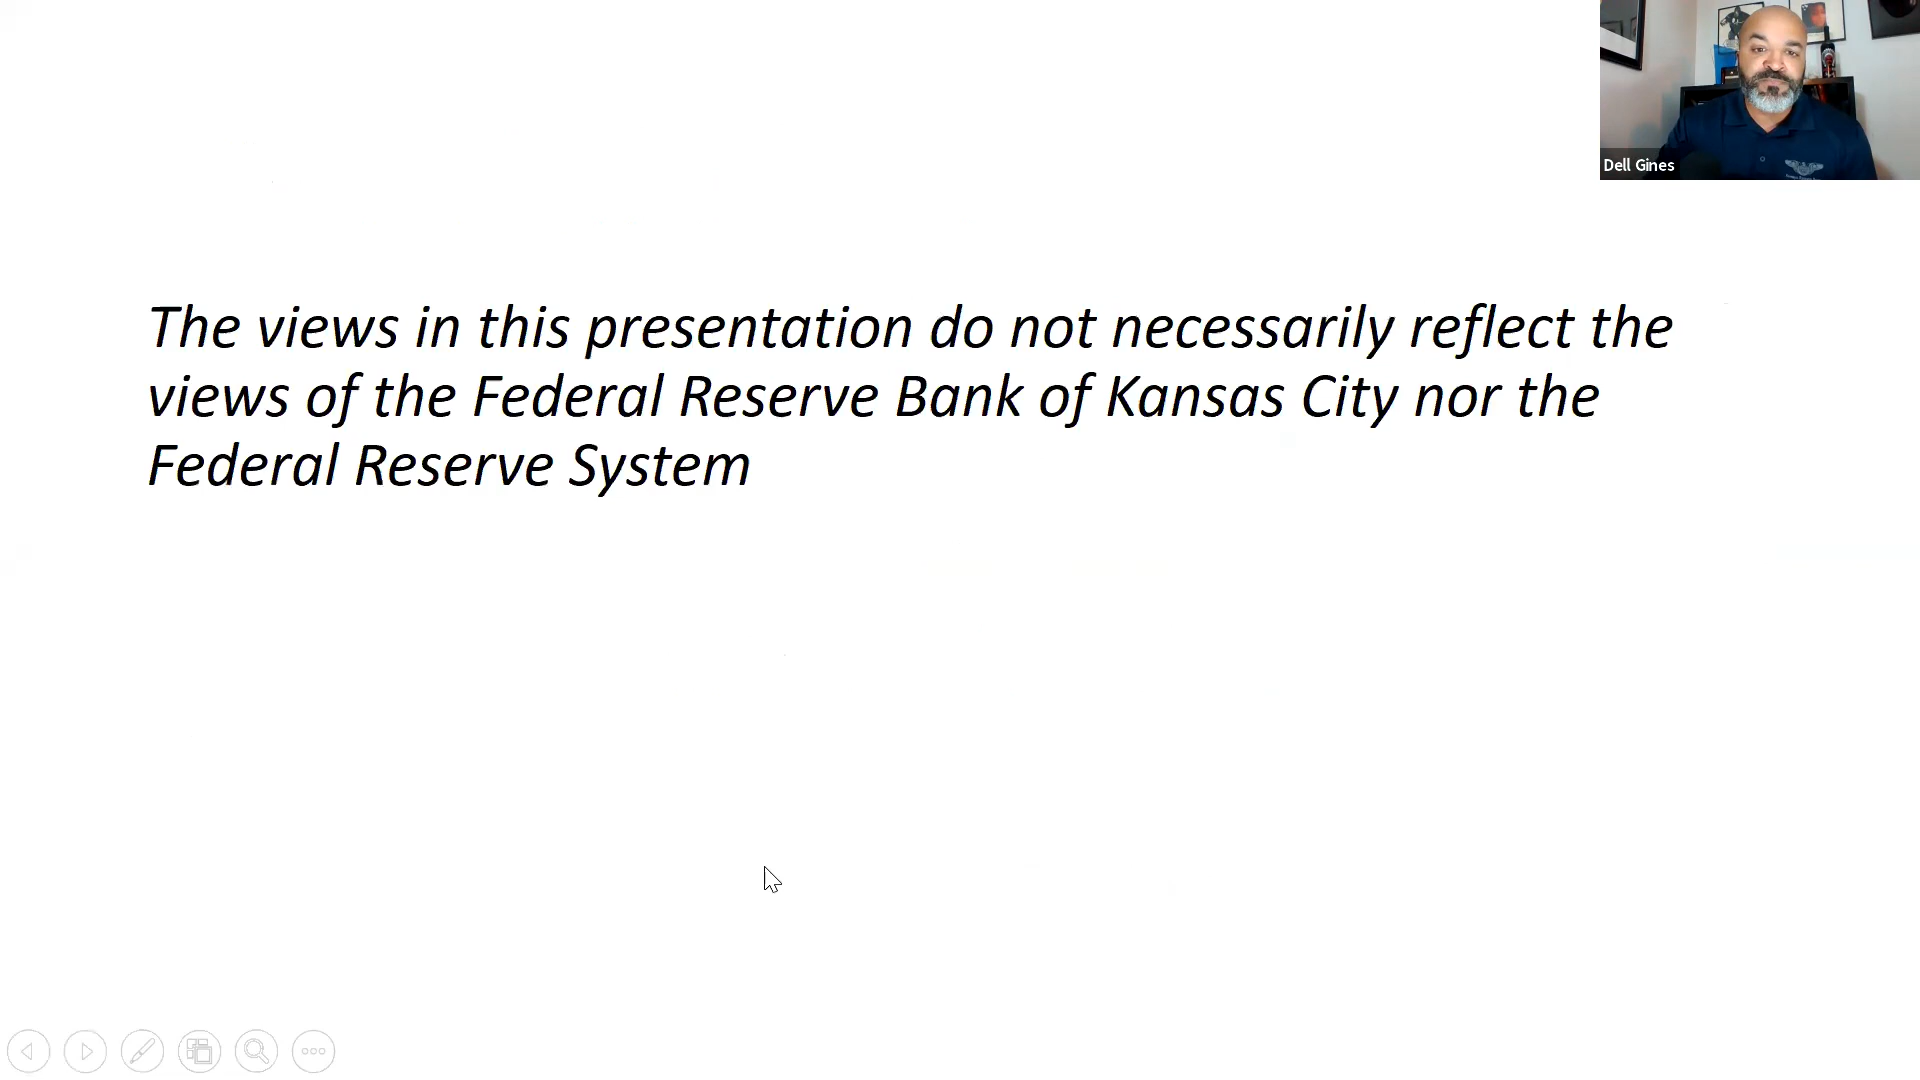 Dell Gines
The views in this presentation do not necessarily reflect the
views of the Federal Reserve Bank of Kansas City nor the
Federal Reserve System